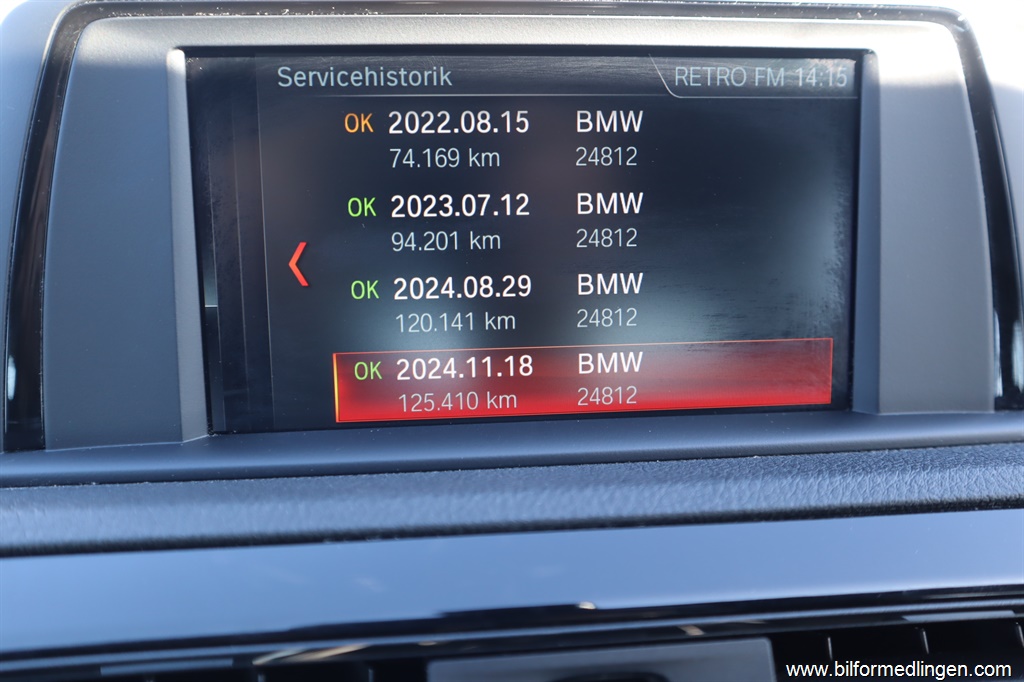 Servicehistorik RETRO FM 14:15
OK 2022.08.15 BMW
74.169 km 24812
OK 2023.07.12 BMW
94.201 km 24812
OK 2024.08.29 BMW
120.141 km 24812
OK 2024.11.18 BMW
125.410 km 24812
www.bilformedlingen.com